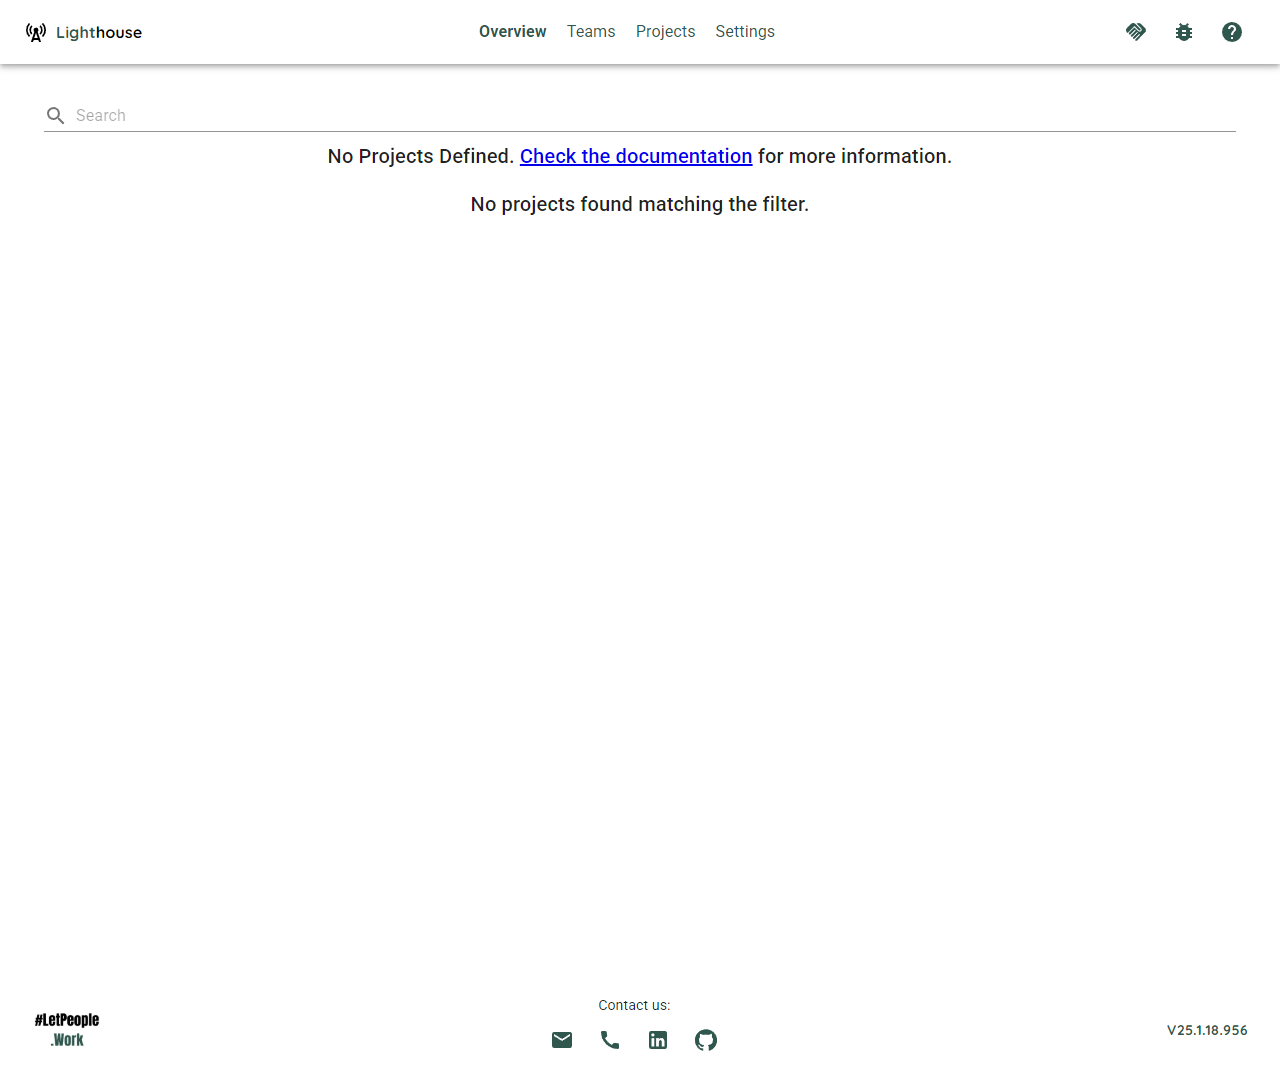 Lighthouse
Overview Teams Projects Settings
Search
No Projects Defined. Check the documentation for more information.
No projects found matching the filter.
#LetPeople
.Work
Contact us:
V25.1.18.956